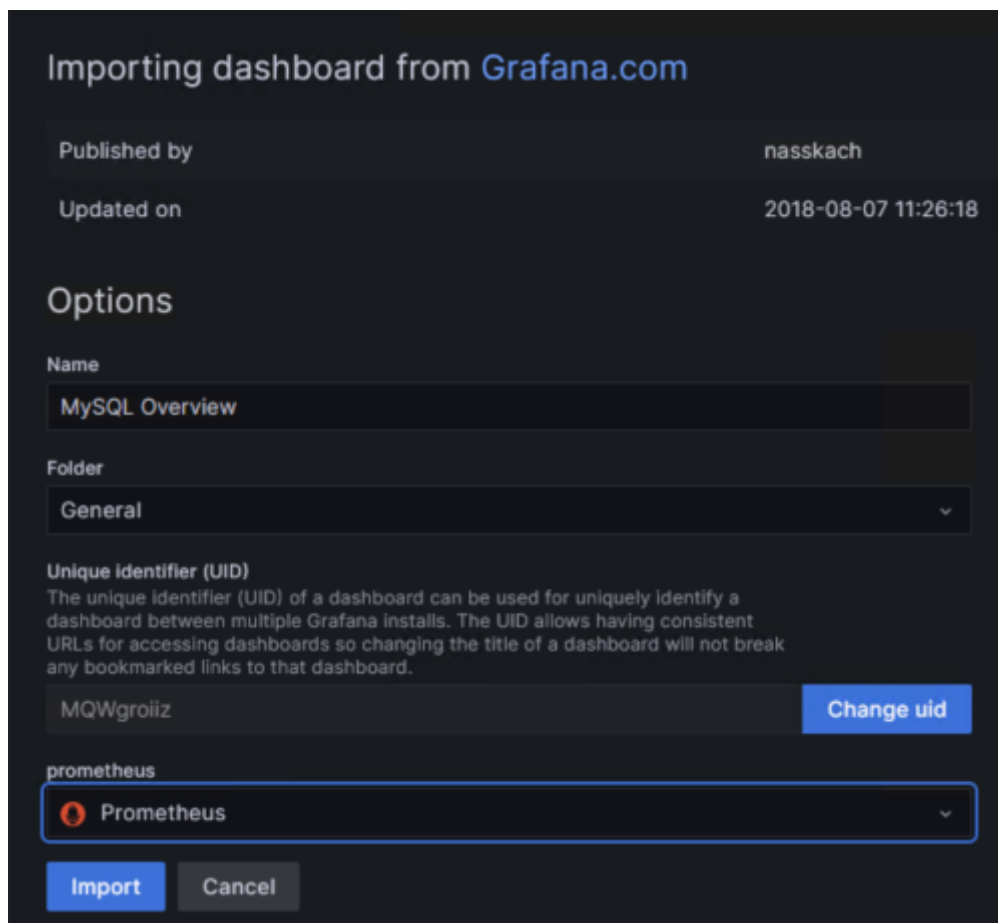 Importing dashboard from Grafana.com
Published by nasskach
Updated on 2018-08-07 11:26:18
Options
Name
MySQL Overview
Folder
General
Unique identifier (UID)
The unique identifier (UID) of a dashboard can be used for uniquely identify a
dashboard between multiple Grafana installs. The UID allows having consistent
URLs for accessing dashboards so changing the title of a dashboard will not break
any bookmarked links to that dashboard.
MQWgroiiz Change uid
prometheus
Prometheus
Import Cancel